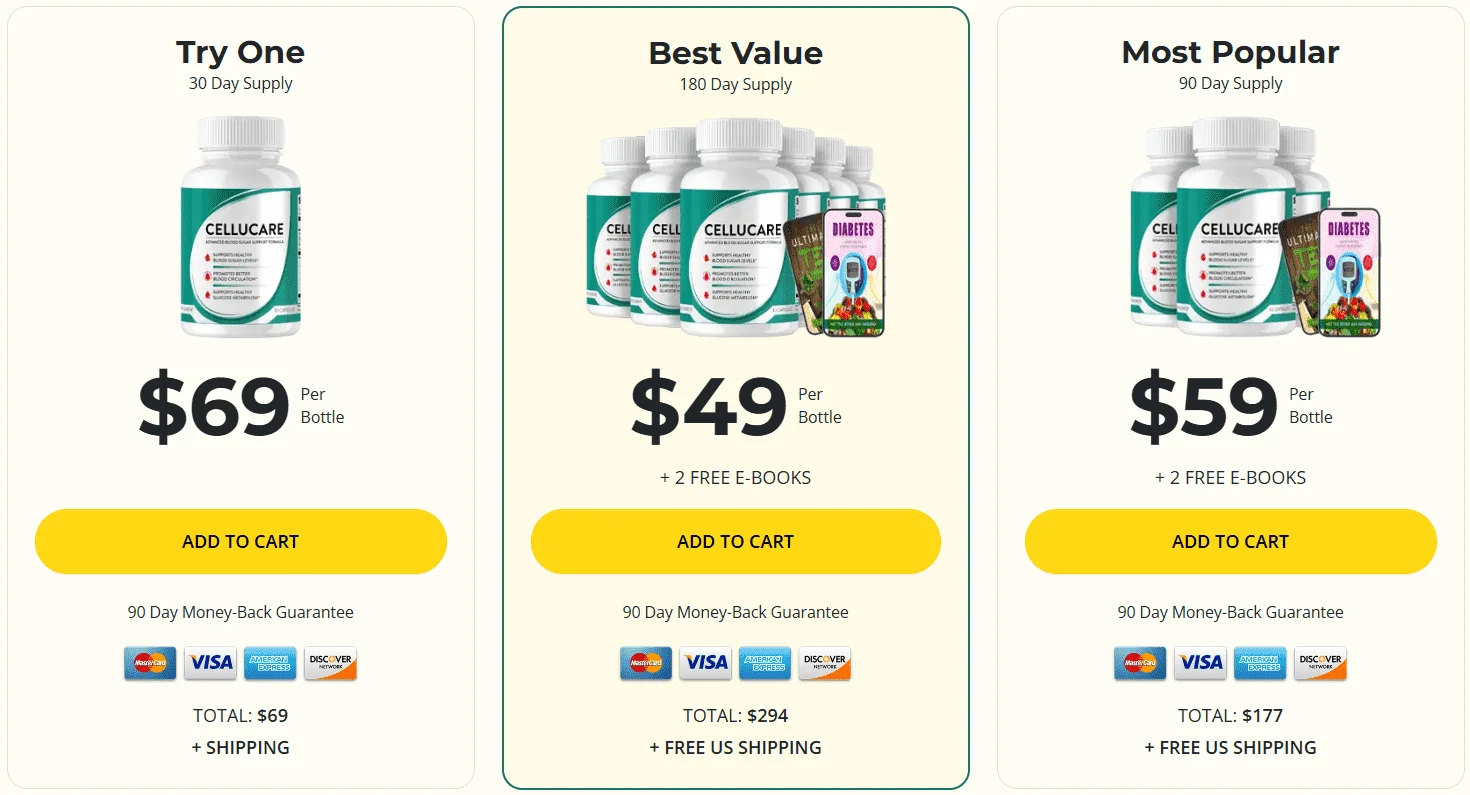 Try One
30 Day Supply
CELLUCARE
ADVANCED BLOOD SUGAR SUPPORT FORMULA
SUPPORTS HEALTHY
BLOOD SUGAR LEVELS*
PROMOTES BETTER
BLOOD CIRCULATION*
SUPPORTS HEALTHY
GLUCOSE METABOLISM*
$69 Per
Bottle
ADD TO CART
90 Day Money-Back Guarantee
MasterCard VISA AMERICAN EXPRESS DISCOVER NETWORK
TOTAL: $69
+ SHIPPING
Best Value
180 Day Supply
CELLUCARE
ADVANCED BLOOD SUGAR SUPPORT FORMULA
SUPPORTS HEALTHY
BLOOD SUGAR LEVELS*
PROMOTES BETTER
BLOOD CIRCULATION*
SUPPORTS HEALTHY
GLUCOSE METABOLISM*
DIABETES
$49 Per
Bottle
+ 2 FREE E-BOOKS
ADD TO CART
90 Day Money-Back Guarantee
MasterCard VISA AMERICAN EXPRESS DISCOVER NETWORK
TOTAL: $294
+ FREE US SHIPPING
Most Popular
90 Day Supply
CELLUCARE
ADVANCED BLOOD SUGAR SUPPORT FORMULA
SUPPORTS HEALTHY
BLOOD SUGAR LEVELS*
PROMOTES BETTER
BLOOD CIRCULATION*
SUPPORTS HEALTHY
GLUCOSE METABOLISM*
DIABETES
$59 Per
Bottle
+ 2 FREE E-BOOKS
ADD TO CART
90 Day Money-Back Guarantee
MasterCard VISA AMERICAN EXPRESS DISCOVER NETWORK
TOTAL: $177
+ FREE US SHIPPING